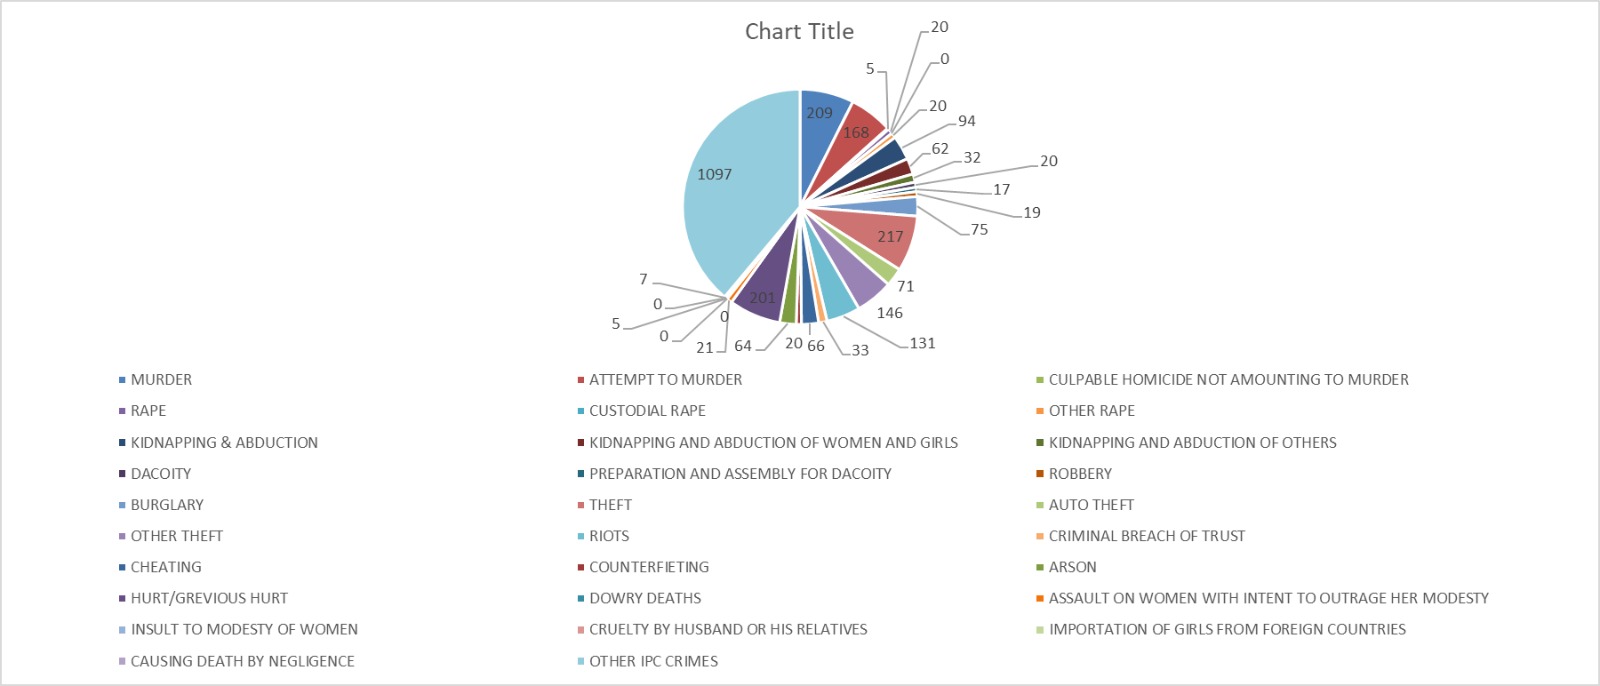 Chart Title
20
5
0
20
94
62
32
20
17
19
75
217
71
146
131
33
66
20
64
21
201
0
0
5
0
7
1097
209
168
MURDER
ATTEMPT TO MURDER
CULPABLE HOMICIDE NOT AMOUNTING TO MURDER
RAPE
CUSTODIAL RAPE
OTHER RAPE
KIDNAPPING & ABDUCTION
KIDNAPPING AND ABDUCTION OF WOMEN AND GIRLS
KIDNAPPING AND ABDUCTION OF OTHERS
DACOITY
PREPARATION AND ASSEMBLY FOR DACOITY
ROBBERY
BURGLARY
THEFT
AUTO THEFT
OTHER THEFT
RIOTS
CRIMINAL BREACH OF TRUST
CHEATING
COUNTERFIETING
ARSON
HURT/GREVIOUS HURT
DOWRY DEATHS
ASSAULT ON WOMEN WITH INTENT TO OUTRAGE HER MODESTY
INSULT TO MODESTY OF WOMEN
CRUELTY BY HUSBAND OR HIS RELATIVES
IMPORTATION OF GIRLS FROM FOREIGN COUNTRIES
CAUSING DEATH BY NEGLIGENCE
OTHER IPC CRIMES